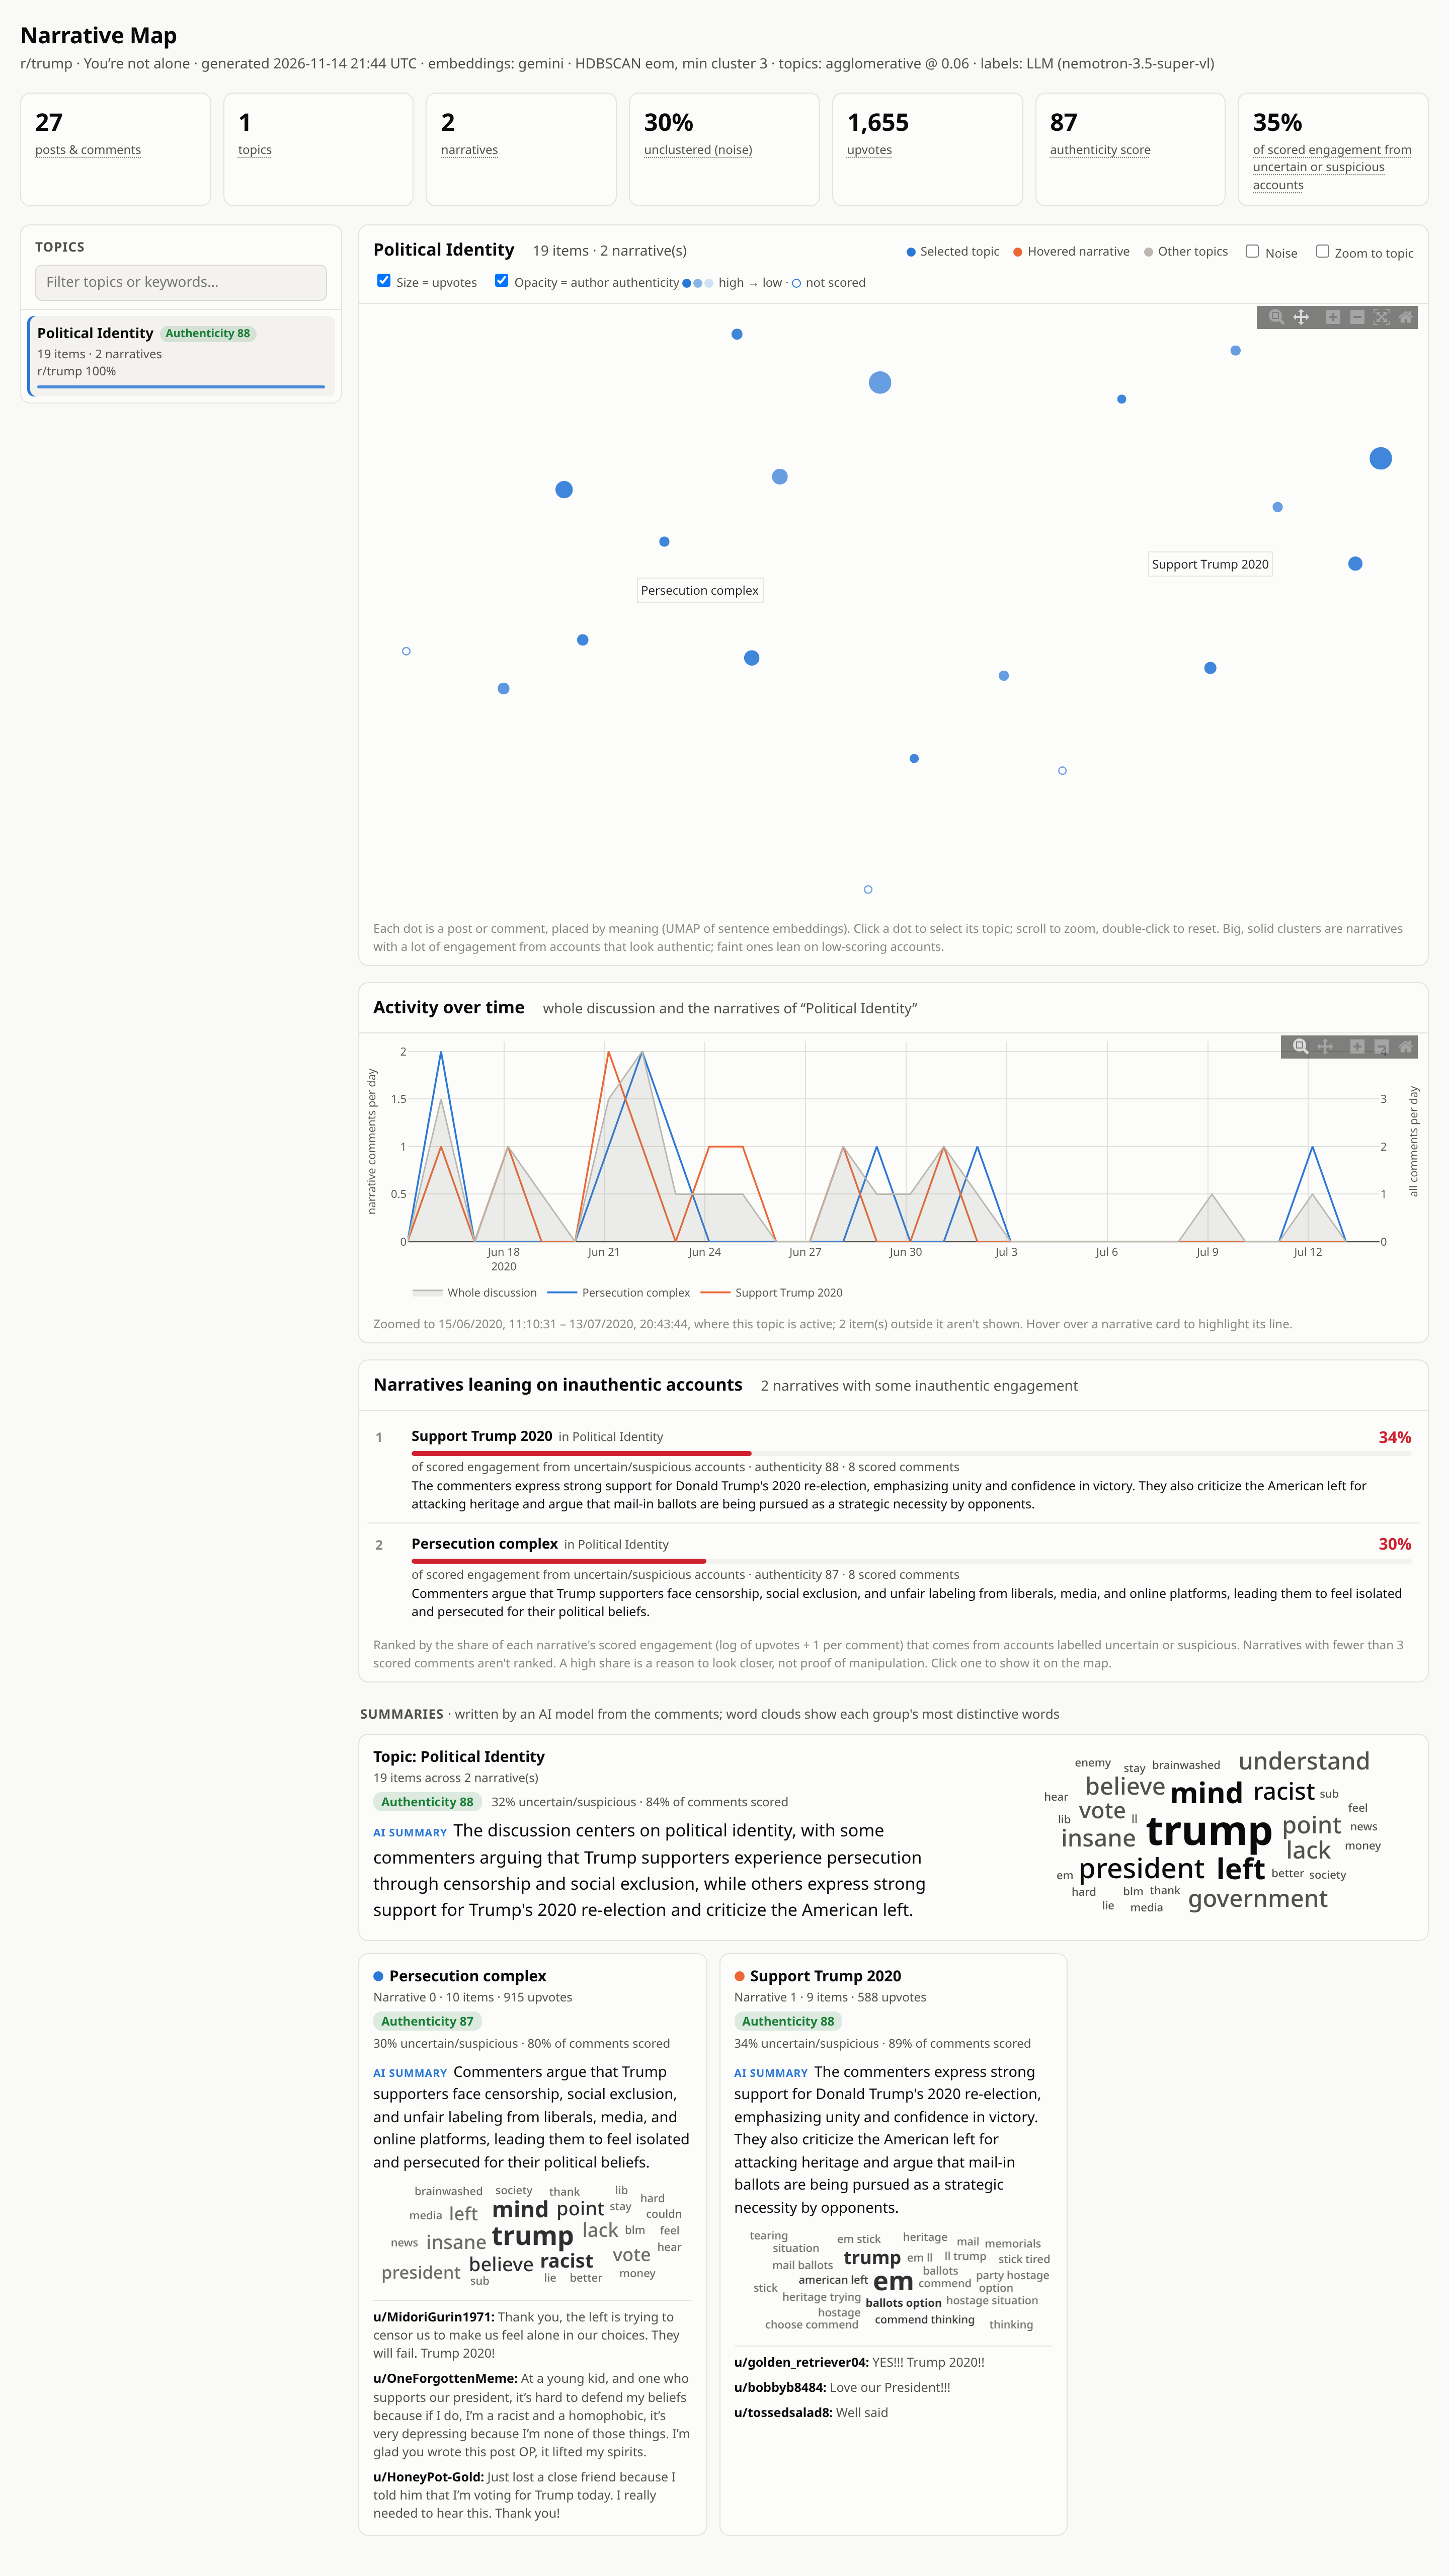 Narrative Map
r/trump · You're not alone · generated 2026-11-14 21:44 UTC · embeddings: gemini · HDBSCAN eom, min cluster 3 · topics: agglomerative @ 0.06 · labels: LLM (nemotron-3.5-super-vl)
27
posts & comments
1
topics
2
narratives
30%
unclustered (noise)
1,655
upvotes
87
authenticity score
35%
of scored engagement from
uncertain or suspicious
accounts
TOPICS
Filter topics or keywords...
Political Identity Authenticity 88
19 items · 2 narratives
r/trump 100%
Political Identity 19 items · 2 narrative(s)
Selected topic Hovered narrative Other topics Noise Zoom to topic
Size = upvotes Opacity = author authenticity high → low · not scored
Support Trump 2020
Persecution complex
Each dot is a post or comment, placed by meaning (UMAP of sentence embeddings). Click a dot to select its topic; scroll to zoom, double-click to reset. Big, solid clusters are narratives
with a lot of engagement from accounts that look authentic; faint ones lean on low-scoring accounts.
Activity over time whole discussion and the narratives of “Political Identity”
narrative comments per day
2
1.5
1
0.5
0
4
3
2
1
0
all comments per day
Jun 18 Jun 21 Jun 24 Jun 27 Jun 30 Jul 3 Jul 6 Jul 9 Jul 12
2020
Whole discussion Persecution complex Support Trump 2020
Zoomed to 15/06/2020, 11:10:31 – 13/07/2020, 20:43:44, where this topic is active; 2 item(s) outside it aren't shown. Hover over a narrative card to highlight its line.
Narratives leaning on inauthentic accounts 2 narratives with some inauthentic engagement
1 Support Trump 2020 in Political Identity 34%
of scored engagement from uncertain/suspicious accounts · authenticity 88 · 8 scored comments
The commenters express strong support for Donald Trump's 2020 re-election, emphasizing unity and confidence in victory. They also criticize the American left for
attacking heritage and argue that mail-in ballots are being pursued as a strategic necessity by opponents.
2 Persecution complex in Political Identity 30%
of scored engagement from uncertain/suspicious accounts · authenticity 87 · 8 scored comments
Commenters argue that Trump supporters face censorship, social exclusion, and unfair labeling from liberals, media, and online platforms, leading them to feel isolated
and persecuted for their political beliefs.
Ranked by the share of each narrative's scored engagement (log of upvotes + 1 per comment) that comes from accounts labelled uncertain or suspicious. Narratives with fewer than 3
scored comments aren't ranked. A high share is a reason to look closer, not proof of manipulation. Click one to show it on the map.
SUMMARIES · written by an AI model from the comments; word clouds show each group's most distinctive words
Topic: Political Identity
19 items across 2 narrative(s)
Authenticity 88 32% uncertain/suspicious · 84% of comments scored
AI SUMMARY The discussion centers on political identity, with some
commenters arguing that Trump supporters experience persecution
through censorship and social exclusion, while others express strong
support for Trump's 2020 re-election and criticize the American left.
enemy stay brainwashed understand
hear believe mind racist sub
lib vote ll feel
insane trump point news
lack money
em president left better society
hard blm thank government
lie media
Persecution complex
Narrative 0 · 10 items · 915 upvotes
Authenticity 87
30% uncertain/suspicious · 80% of comments scored
AI SUMMARY Commenters argue that Trump
supporters face censorship, social exclusion,
and unfair labeling from liberals, media, and
online platforms, leading them to feel isolated
and persecuted for their political beliefs.
brainwashed society thank lib hard
media left mind point stay couldn
news insane trump lack blm feel
hear
president believe racist vote
sub lie better money
u/MidoriGurin1971: Thank you, the left is trying to
censor us to make us feel alone in our choices. They
will fail. Trump 2020!
u/OneForgottenMeme: At a young kid, and one who
supports our president, it's hard to defend my beliefs
because if I do, I'm a racist and a homophobic, it's
very depressing because I'm none of those things. I'm
glad you wrote this post OP, it lifted my spirits.
u/HoneyPot-Gold: Just lost a close friend because I
told him that I'm voting for Trump today. I really
needed to hear this. Thank you!
Support Trump 2020
Narrative 1 · 9 items · 588 upvotes
Authenticity 88
34% uncertain/suspicious · 89% of comments scored
AI SUMMARY The commenters express strong
support for Donald Trump's 2020 re-election,
emphasizing unity and confidence in victory.
They also criticize the American left for
attacking heritage and argue that mail-in
ballots are being pursued as a strategic
necessity by opponents.
tearing em stick heritage mail memorials
situation
mail ballots trump em ll ll trump stick tired
american left em ballots commend party hostage
stick option
heritage trying ballots option hostage situation
hostage
choose commend commend thinking thinking
u/golden_retriever04: YES!!! Trump 2020!!
u/bobbyb8484: Love our President!!!
u/tossedsalad8: Well said